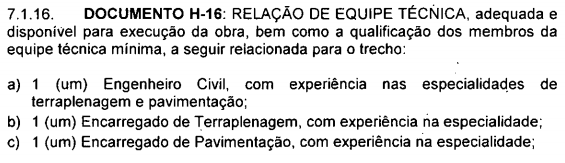 7.1.16. DOCUMENTO H-16: RELAÇÃO DE EQUIPE TÉCNICA, adequada e
disponível para execução da obra, bem como a qualificação dos membros da
equipe técnica mínima, a seguir relacionada para o trecho:
a) 1 (um) Engenheiro Civil, com experiência nas especialidades de
terraplenagem e pavimentação;
b) 1 (um) Encarregado de Terraplenagem, com experiência na especialidade;
c) 1 (um) Encarregado de Pavimentação, com experiência na especialidade;